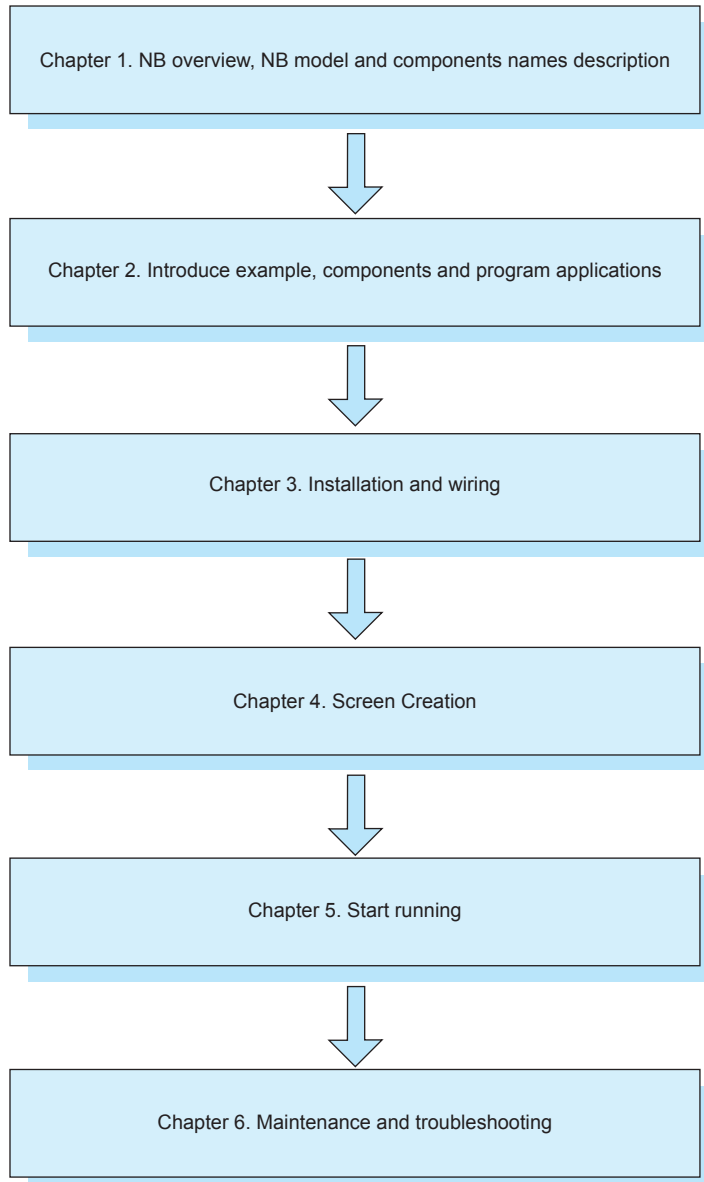 Chapter 1. NB overview, NB model and components names description
Chapter 2. Introduce example, components and program applications
Chapter 3. Installation and wiring
Chapter 4. Screen Creation
Chapter 5. Start running
Chapter 6. Maintenance and troubleshooting